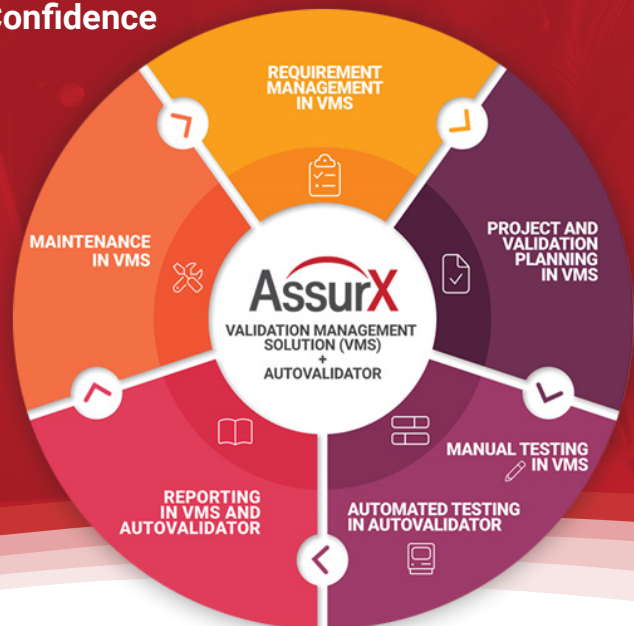 Confidence
REQUIREMENT
MANAGEMENT
IN VMS
PROJECT AND
VALIDATION
PLANNING
IN VMS
MANUAL TESTING
IN VMS
AUTOMATED TESTING
IN AUTOVALIDATOR
REPORTING
IN VMS AND
AUTOVALIDATOR
MAINTENANCE
IN VMS
AssurX
VALIDATION MANAGEMENT
SOLUTION (VMS)
+
AUTOVALIDATOR